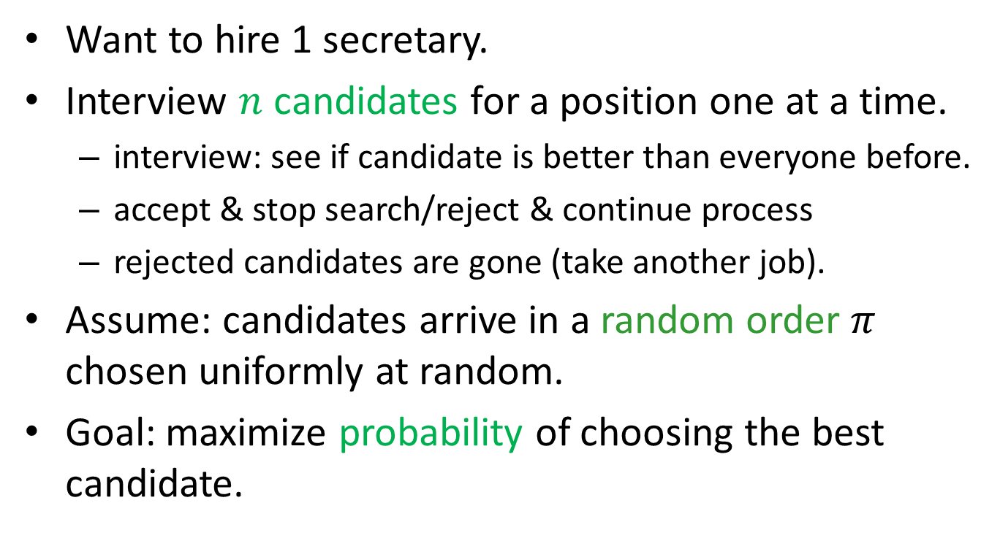 • Want to hire 1 secretary.
• Interview n candidates for a position one at a time.
– interview: see if candidate is better than everyone before.
– accept & stop search/reject & continue process
– rejected candidates are gone (take another job).
• Assume: candidates arrive in a random order π
chosen uniformly at random.
• Goal: maximize probability of choosing the best
candidate.